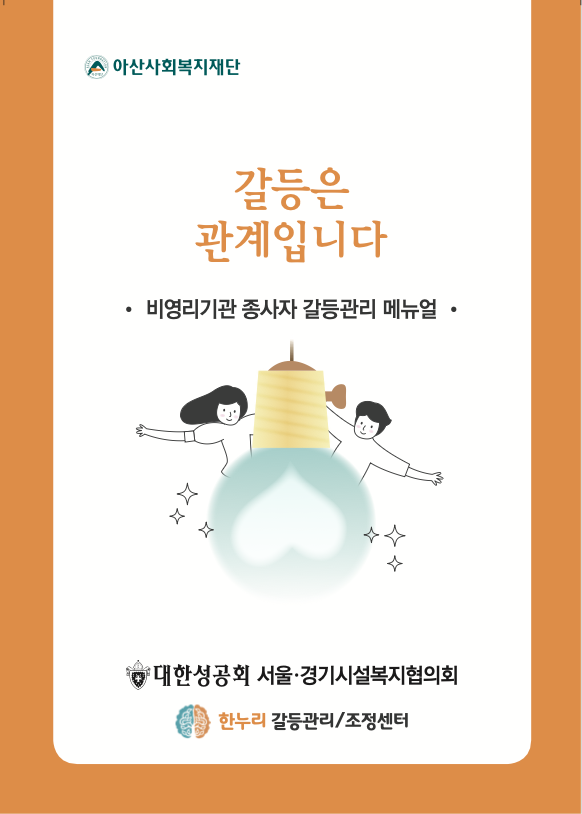 아산사회복지재단
갈등은
관계입니다
• 비영리기관 종사자 갈등관리 메뉴얼 •
대한성공회 서울·경기시설복지협의회
한누리 갈등관리/조정센터